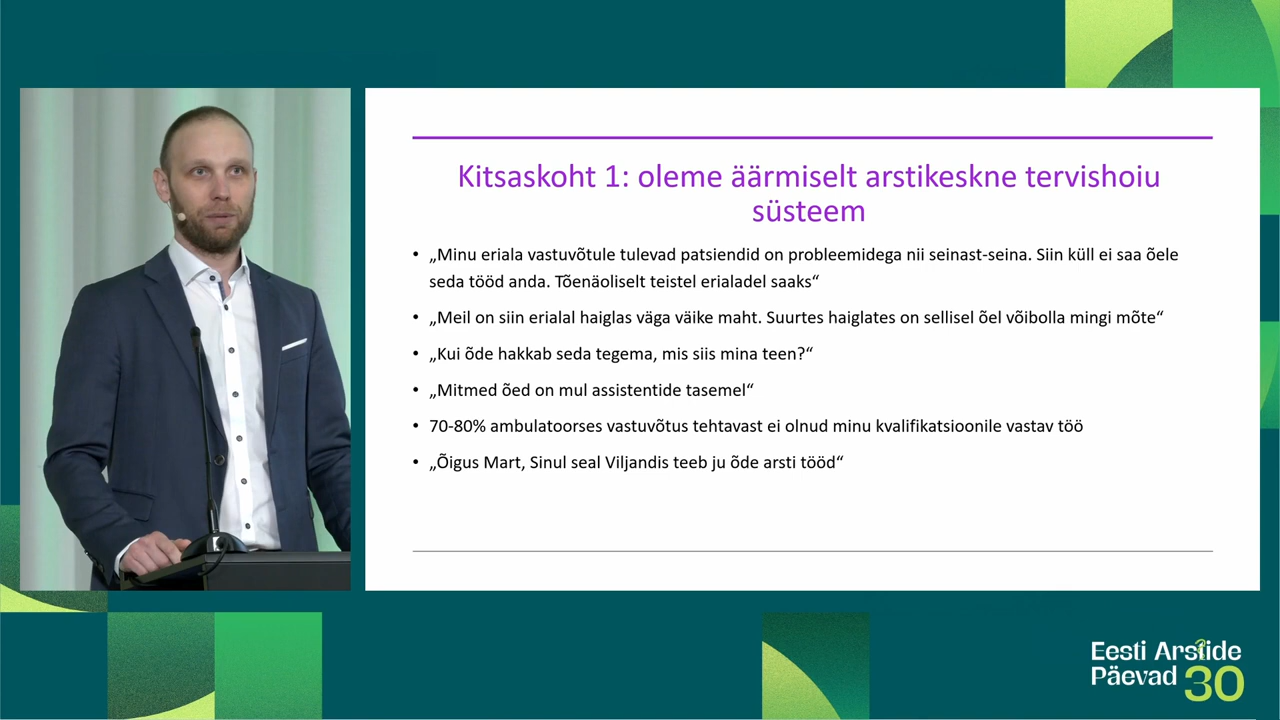 Kitsaskoht 1: oleme äärmiselt arstikeskne tervishoiu
süsteem
• „Minu eriala vastuvõtule tulevad patsiendid on probleemidega nii seinast-seina. Siin küll ei saa õele
seda tööd anda. Tõenäoliselt teistel erialadel saaks“
• „Meil on siin erialal haiglas väga väike maht. Suurtes haiglates on sellisel õel võibolla mingi mõte“
• „Kui õde hakkab seda tegema, mis siis mina teen?“
• „Mitmed õed on mul assistentide tasemel“
• 70-80% ambulatoorses vastuvõtus tehtavast ei olnud minu kvalifikatsioonile vastav töö
• „Õigus Mart, Sinul seal Viljandis teeb ju õde arsti tööd“
Eesti Arstide
Päevad 30